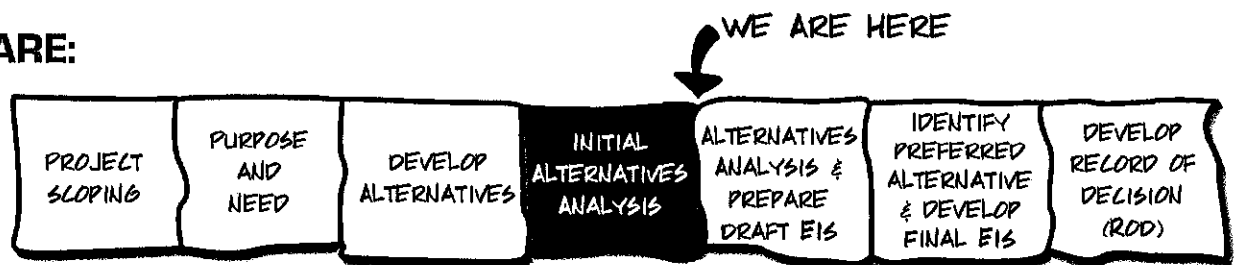 ARE:
WE ARE HERE
PROJECT
SCOPING
PURPOSE
AND
NEED
DEVELOP
ALTERNATIVES
INITIAL
ALTERNATIVES
ANALYSIS
ALTERNATIVES
ANALYSIS &
PREPARE
DRAFT EIS
IDENTIFY
PREFERRED
ALTERNATIVE
& DEVELOP
FINAL EIS
DEVELOP
RECORD OF
DECISION
(ROD)